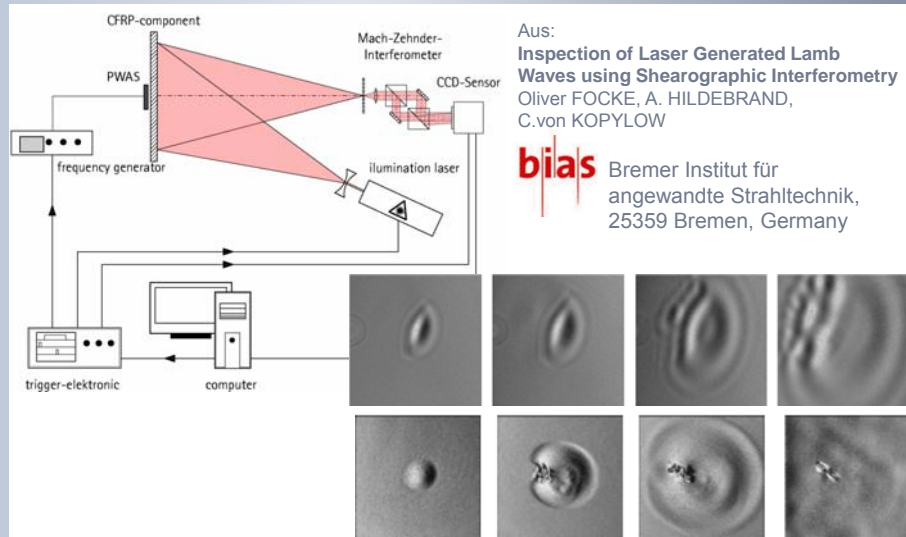 CFRP-component
PWAS
frequency generator
Mach-Zehnder-
Interferometer
CCD-Sensor
ilumination laser
trigger-elektronic
computer
Aus:
Inspection of Laser Generated Lamb
Waves using Shearographic Interferometry
Oliver FOCKE, A. HILDEBRAND,
C.von KOPYLOW
bias
Bremer Institut für
angewandte Strahltechnik,
25359 Bremen, Germany